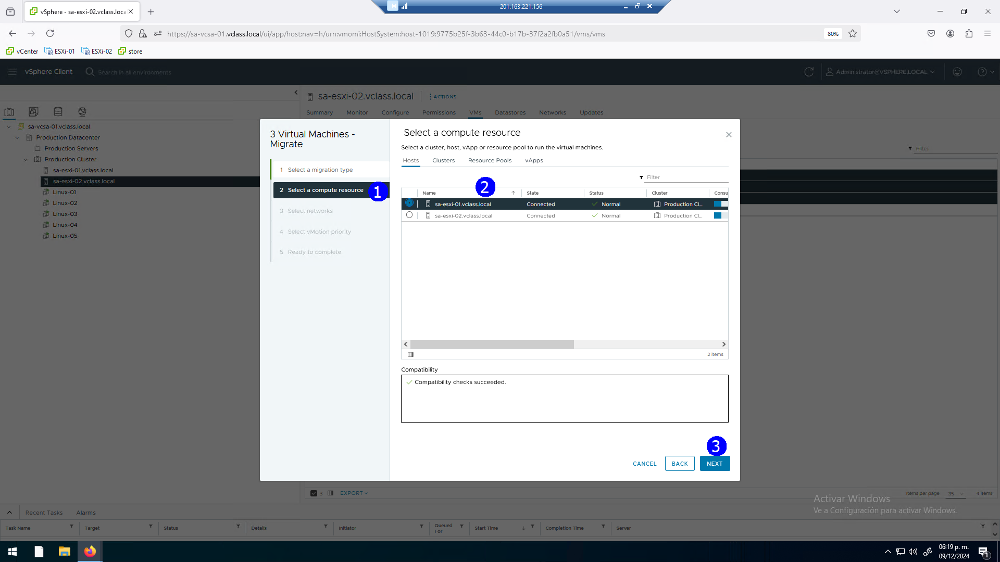 vSphere - sa-esxi-02.vclass.loca
201.163.221.156
https://sa-vcsa-01.vclass.local/ui/app/host;nav=h/urn:vmomi:HostSystem:host-1019:9775b25f-3b63-44c0-b17b-37f2a2fb0a51/vms/vms
80%
vCenter
ESXi-01
ESXi-02
store
vSphere Client
Search in all environments
Administrator@VSPHERE.LOCAL
sa-esxi-02.vclass.local
ACTIONS
Summary
Monitor
Configure
Permissions
VMs
Datastores
Networks
Updates
sa-vcsa-01.vclass.local
Production Datacenter
Production Servers
Production Cluster
sa-esxi-01.vclass.local
sa-esxi-02.vclass.local
Linux-01
Linux-02
Linux-03
Linux-04
Linux-05
Filter
3 Virtual Machines -
Migrate
1 Select a migration type
2 Select a compute resource
1
3 Select networks
4 Select vMotion priority
5 Ready to complete
Select a compute resource
Select a cluster, host, vApp or resource pool to run the virtual machines.
Hosts
Clusters
Resource Pools
vApps
Filter
2
Name
State
Status
Cluster
Consu
sa-esxi-01.vclass.local
Connected
Normal
Production Cl...
sa-esxi-02.vclass.local
Connected
Normal
Production Cl...
2 items
Compatibility
Compatibility checks succeeded.
3
CANCEL
BACK
NEXT
3
EXPORT
Items per page
35
4 items
Activar Windows
Ve a Configuración para activar Windows.
Recent Tasks
Alarms
Task Name
Target
Status
Details
Initiator
Queued
For
Start Time
Completion Time
Server
06:19 p. m.
09/12/2024
1